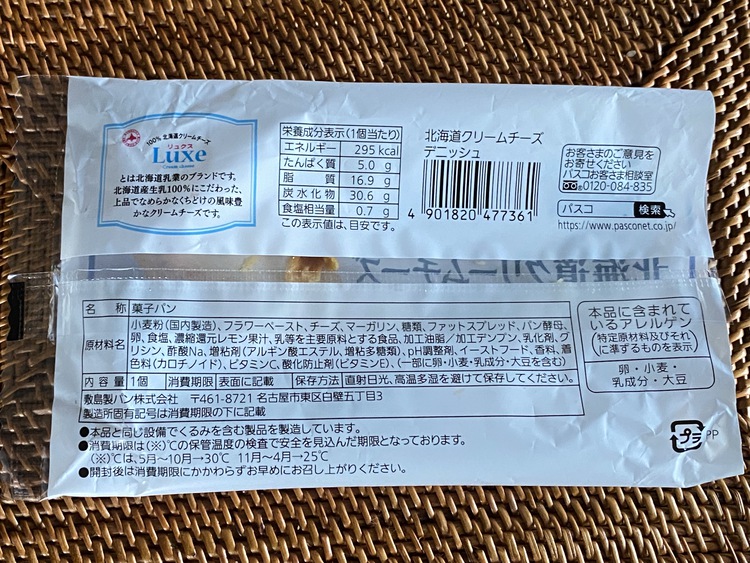 100% 北海道クリームチーズ
リュクス
Luxe
Cream cheese
とは北海道乳業のブランドです。
北海道産生乳100%にこだわった、
上品でなめらかなくちどけの風味豊
かなクリームチーズです。
栄養成分表示(1個当たり)
エネルギー 295 kcal
たんぱく質 5.0 g
脂質 16.9 g
炭水化物 30.6 g
食塩相当量 0.7 g
この表示値は、目安です。
北海道クリームチーズ
デニッシュ
4 901820 477361
お客さまのご意見を
お寄せください
パスコお客さま相談室
0120-084-835
パスコ 検索
https://www.pasconet.co.jp/
北海道クリームチーズ
名称 菓子パン
原材料名 小麦粉(国内製造)、フラワーペースト、チーズ、マーガリン、糖類、ファットスプレッド、パン酵母、
卵、食塩、濃縮還元レモン果汁、乳等を主要原料とする食品、加工油脂/加工デンプン、乳化剤、グ
リシン、酢酸Na、増粘剤(アルギン酸エステル、増粘多糖類)、pH調整剤、イーストフード、香料、着
色料(カロチノイド)、ビタミンC、酸化防止剤(ビタミンE)、(一部に卵・小麦・乳成分・大豆を含む)
内容量 1個 消費期限 表面に記載 保存方法 直射日光、高温多湿を避けて保存してください。
敷島製パン株式会社 〒461-8721 名古屋市東区白壁五丁目3
製造所固有記号は消費期限の下に記載
本品に含まれて
いるアレルゲン
(特定原材料及びそれ
に準ずるものを表示)
卵・小麦・
乳成分・大豆
●本品と同じ設備でくるみを含む製品を製造しています。
●消費期限は(※)℃の保管温度の検査で安全を見込んだ期限となっております。
(※)℃は、5月〜10月→30℃ 11月〜4月→25℃
●開封後は消費期限にかかわらずお早めにお召し上がりください。
プラ PP